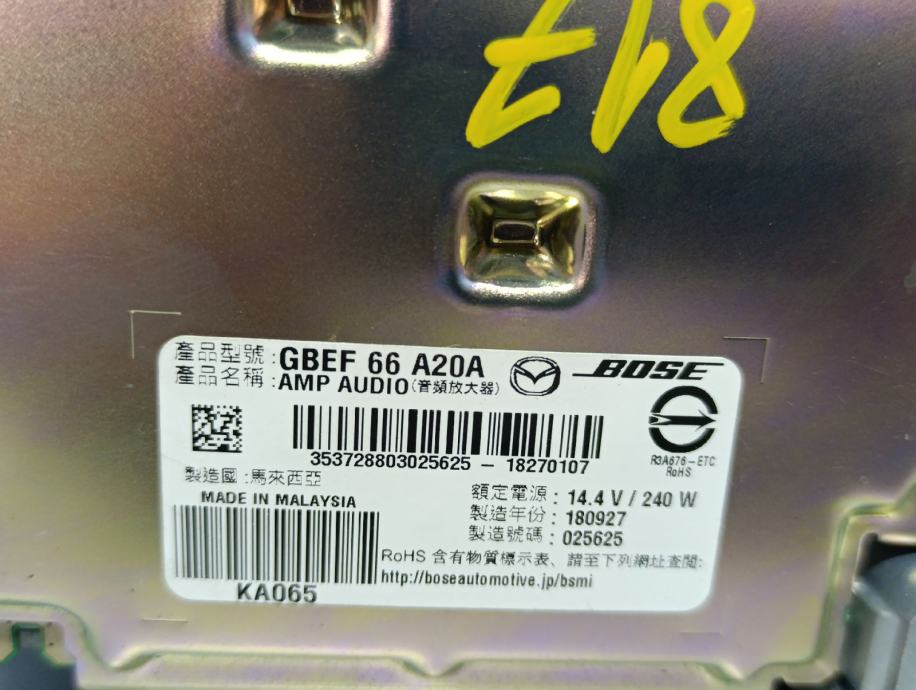 817
產品型號:GBEF 66 A20A
產品名稱:AMP AUDIO(音頻放大器)
BOSE
353728803025625 - 18270107
R3A676-ETC
RoHS
製造國:馬來西亞
MADE IN MALAYSIA
額定電源:14.4 V / 240 W
製造年份:180927
製造號碼:025625
RoHS 含有物質標示表、請至下列網址查閱:
http://boseautomotive.jp/bsmi
KA065